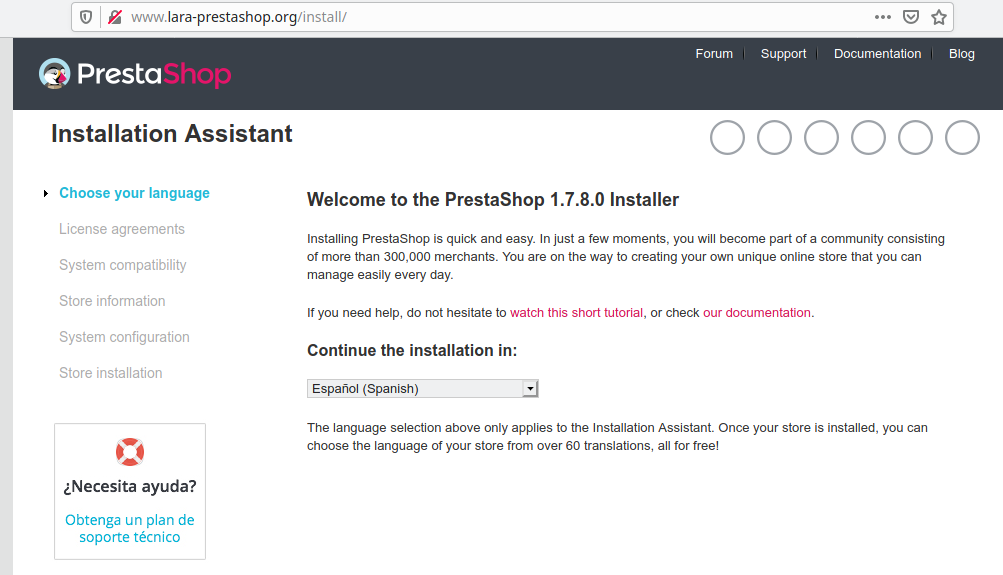 www.lara-prestashop.org/install/
Forum
Support
Documentation
Blog
PrestaShop
Installation Assistant
Choose your language
License agreements
System compatibility
Store information
System configuration
Store installation
¿Necesita ayuda?
Obtenga un plan de
soporte técnico
Welcome to the PrestaShop 1.7.8.0 Installer
Installing PrestaShop is quick and easy. In just a few moments, you will become part of a community consisting
of more than 300,000 merchants. You are on the way to creating your own unique online store that you can
manage easily every day.
If you need help, do not hesitate to watch this short tutorial, or check our documentation.
Continue the installation in:
Español (Spanish)
The language selection above only applies to the Installation Assistant. Once your store is installed, you can
choose the language of your store from over 60 translations, all for free!